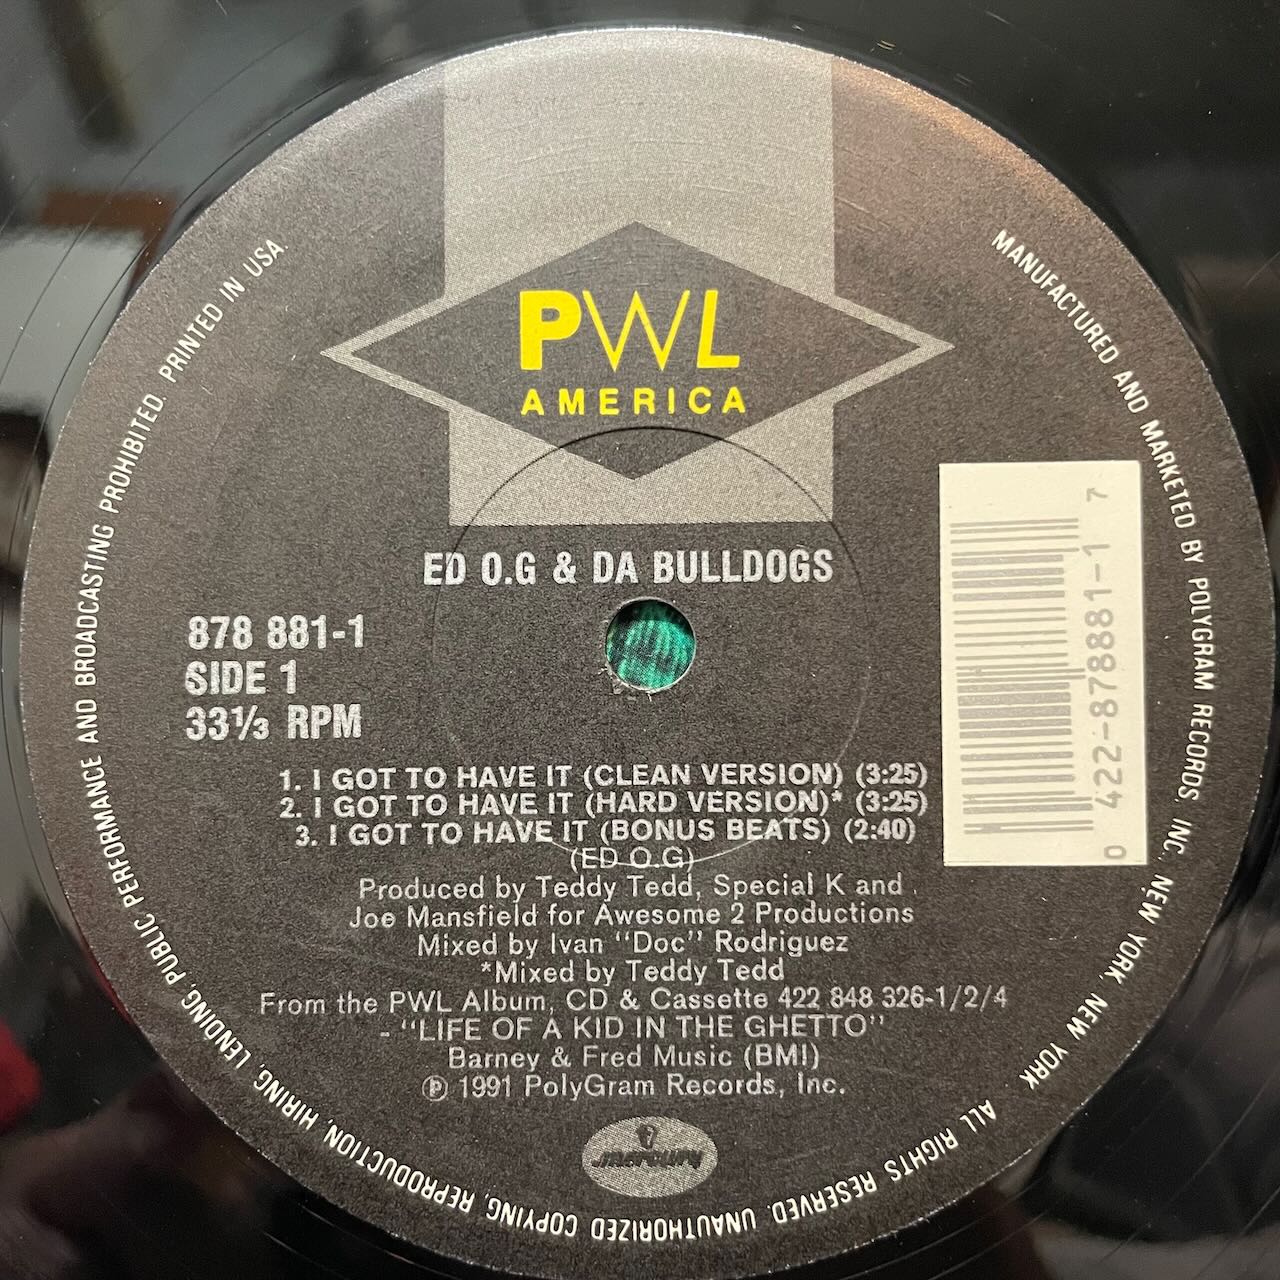 PWL
AMERICA
ED O.G & DA BULLDOGS
878 881-1
SIDE 1
33⅓ RPM
1. I GOT TO HAVE IT (CLEAN VERSION) (3:25)
2. I GOT TO HAVE IT (HARD VERSION)* (3:25)
3. I GOT TO HAVE IT (BONUS BEATS) (2:40)
(ED O.G)
Produced by Teddy Tedd, Special K and
Joe Mansfield for Awesome 2 Productions
Mixed by Ivan "Doc" Rodriguez
*Mixed by Teddy Tedd
From the PWL Album, CD & Cassette 422 848 326-1/2/4
- "LIFE OF A KID IN THE GHETTO"
Barney & Fred Music (BMI)
℗ 1991 PolyGram Records, Inc.
mercury
0 422-878881-1 7
MANUFACTURED AND MARKETED BY POLYGRAM RECORDS, INC. NEW YORK, NEW YORK. ALL RIGHTS RESERVED. UNAUTHORIZED COPYING, REPRODUCTION, HIRING, LENDING, PUBLIC PERFORMANCE AND BROADCASTING PROHIBITED. PRINTED IN USA.